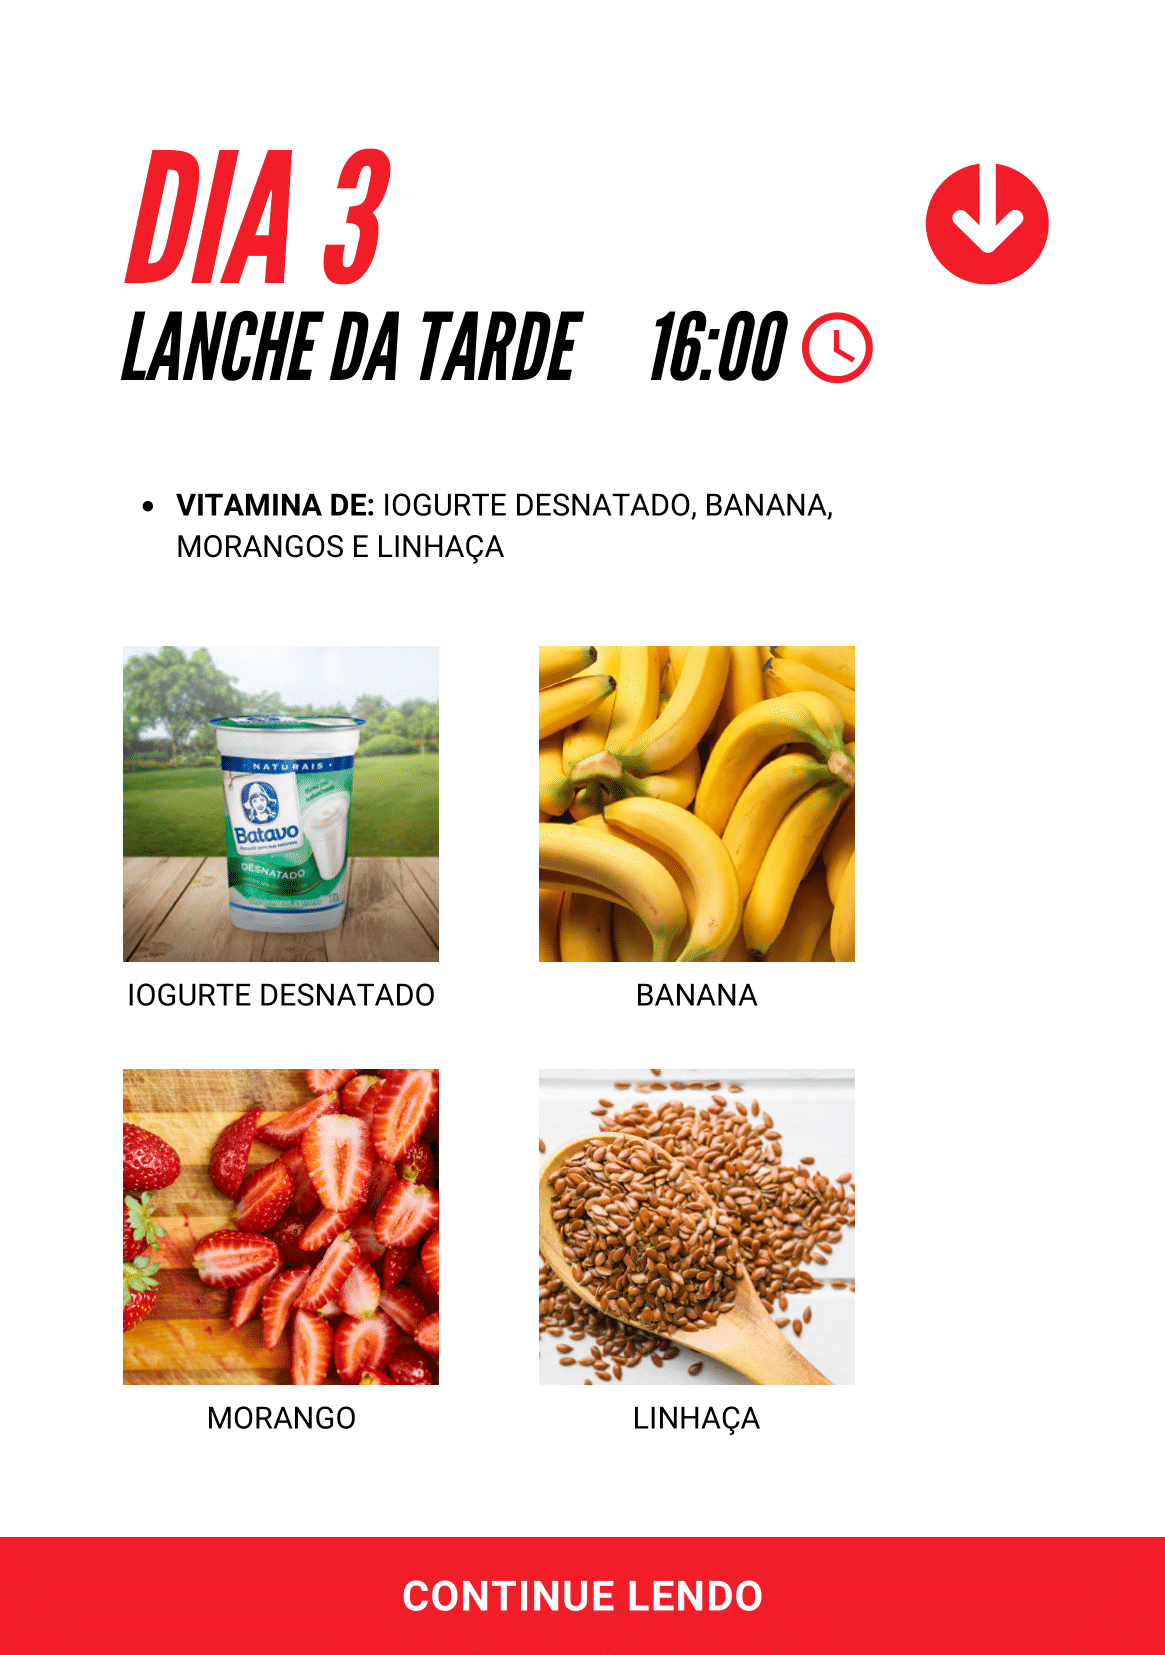 DIA 3
LANCHE DA TARDE 16:00
• VITAMINA DE: IOGURTE DESNATADO, BANANA,
MORANGOS E LINHAÇA
NATURAIS
Batavo
DESNATADO
IOGURTE DESNATADO
BANANA
MORANGO
LINHAÇA
CONTINUE LENDO